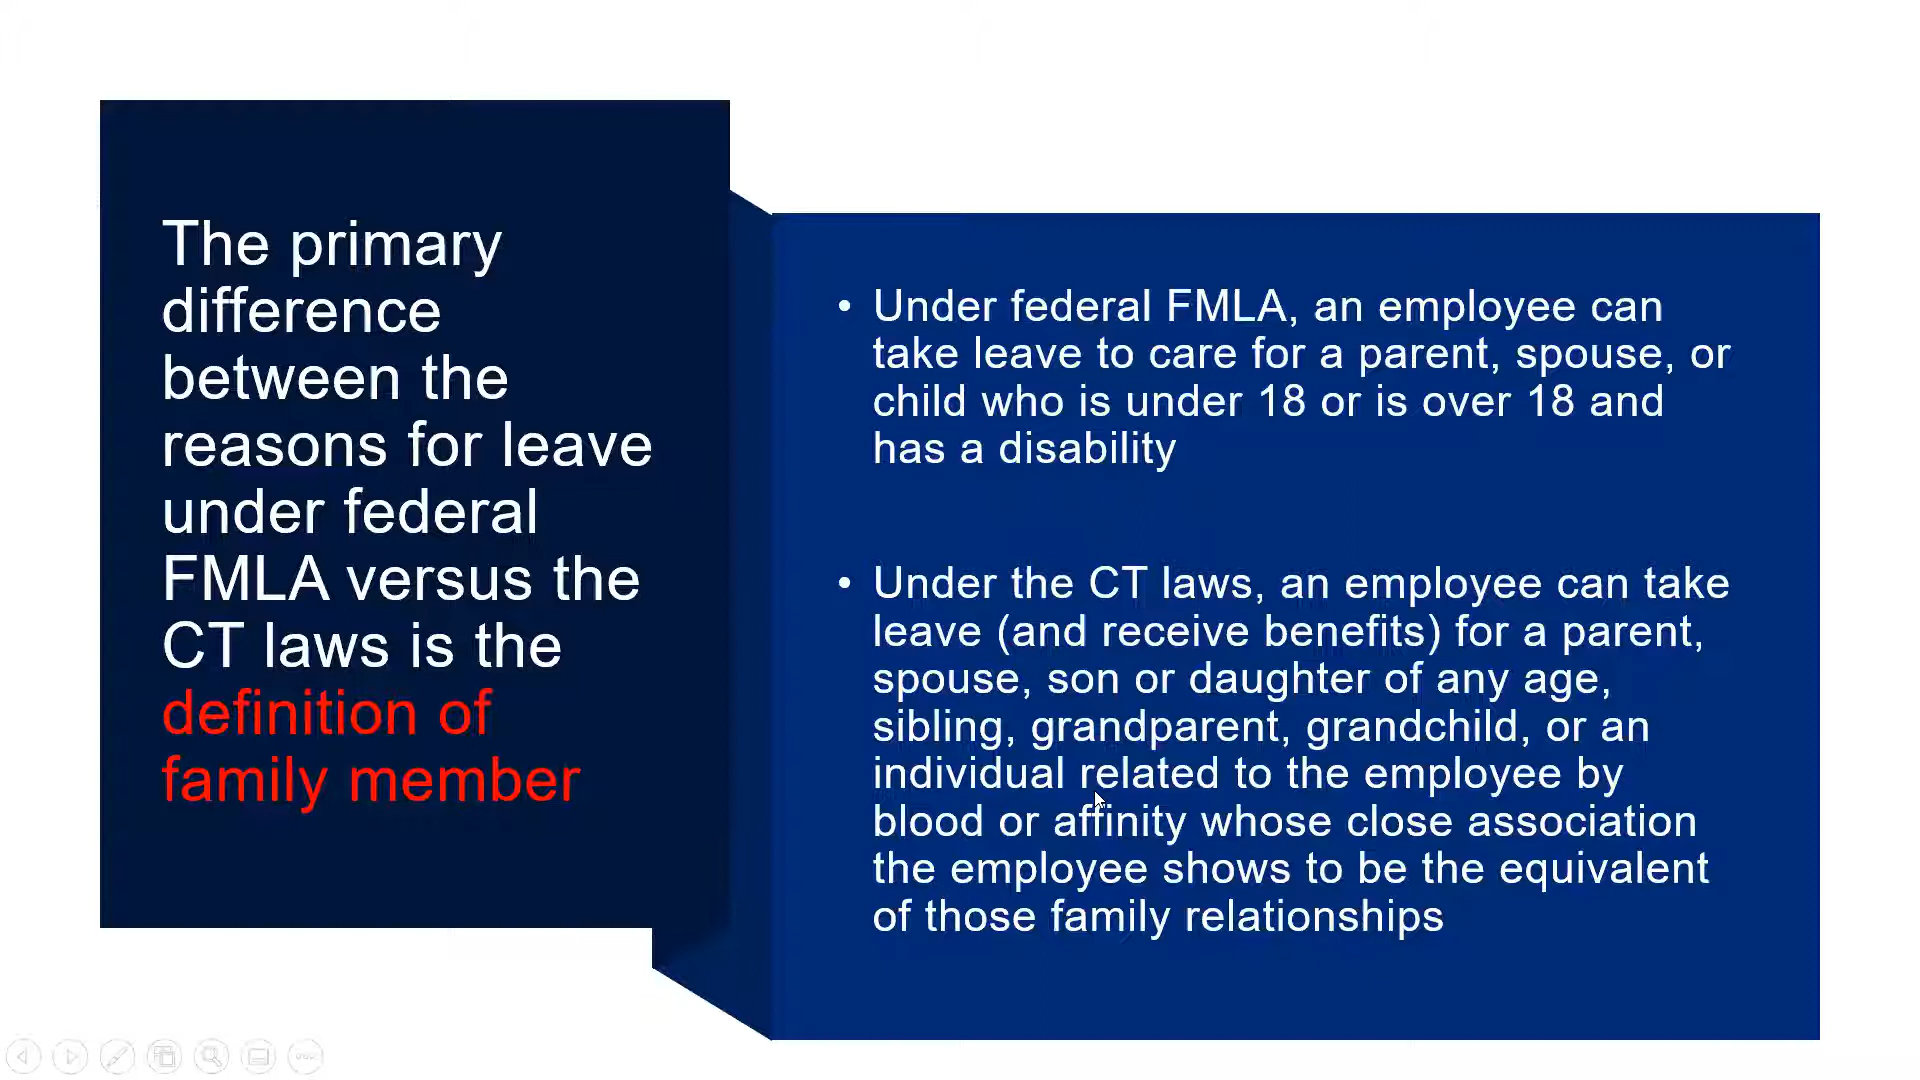 The primary
difference
between the
reasons for leave
under federal
FMLA versus the
CT laws is the
definition of
family member
• Under federal FMLA, an employee can
take leave to care for a parent, spouse, or
child who is under 18 or is over 18 and
has a disability
• Under the CT laws, an employee can take
leave (and receive benefits) for a parent,
spouse, son or daughter of any age,
sibling, grandparent, grandchild, or an
individual related to the employee by
blood or affinity whose close association
the employee shows to be the equivalent
of those family relationships